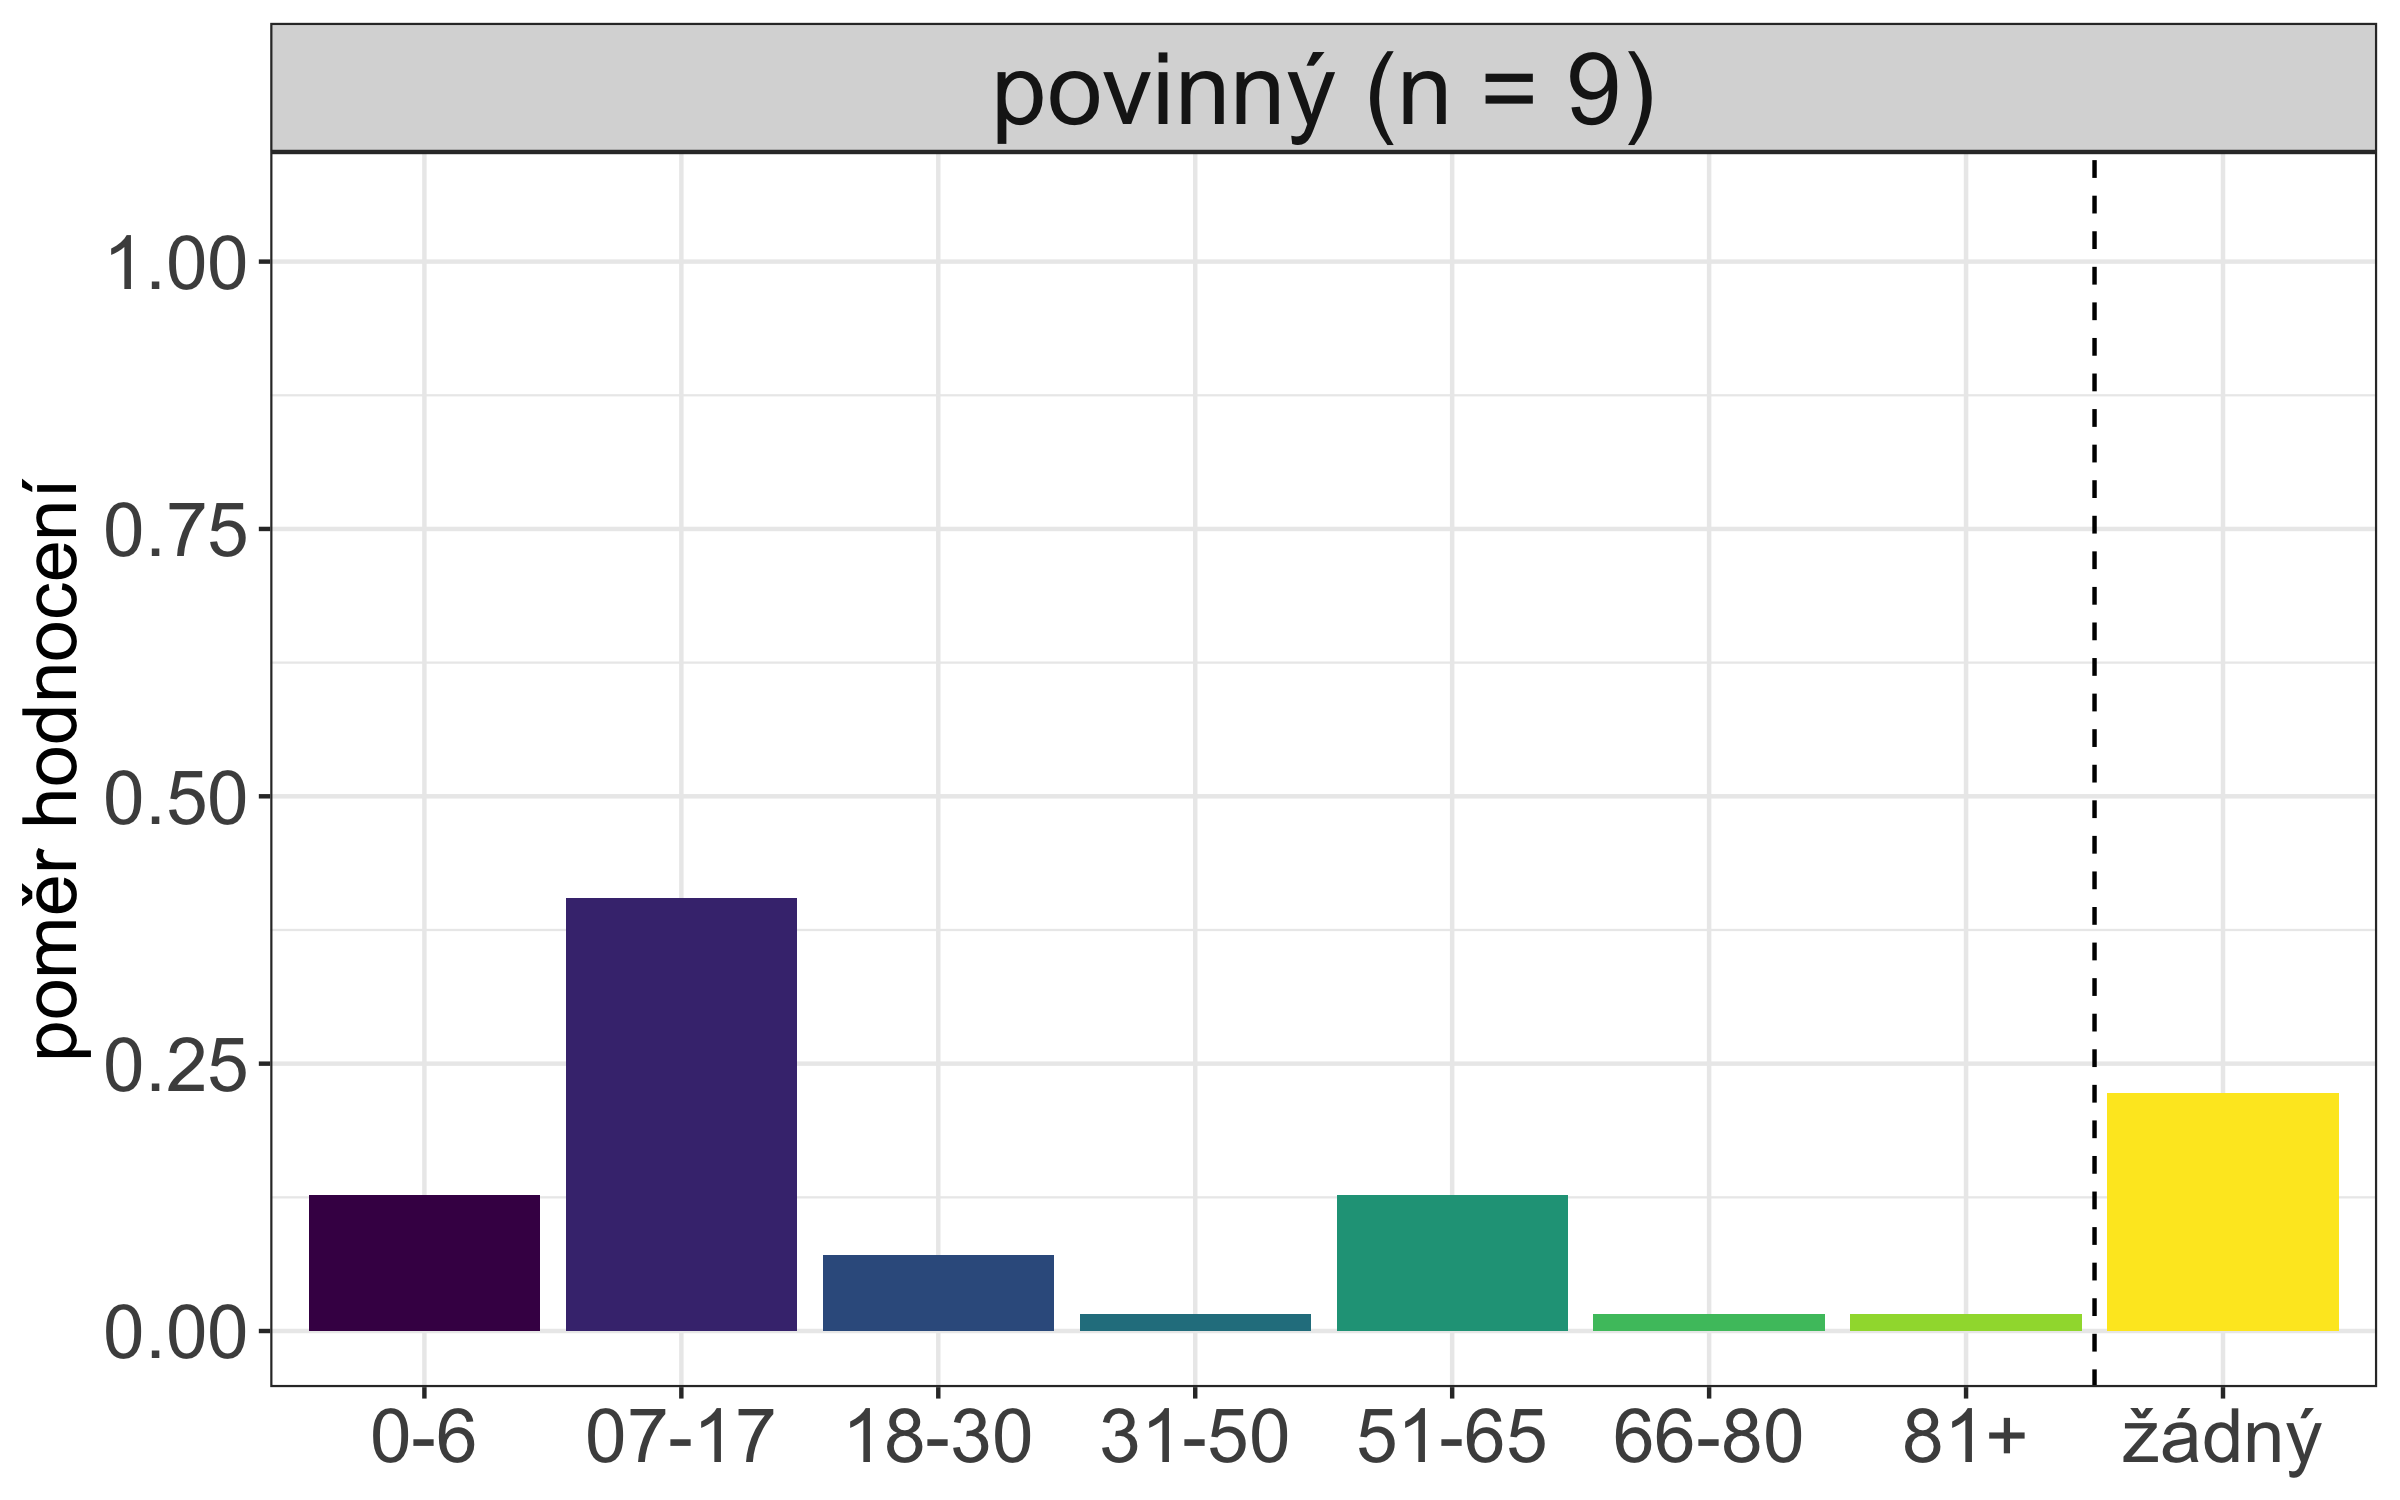 povinný (n = 9)
poměr hodnocení
1.00
0.75
0.50
0.25
0.00
0-6 07-17 18-30 31-50 51-65 66-80 81+ žádný